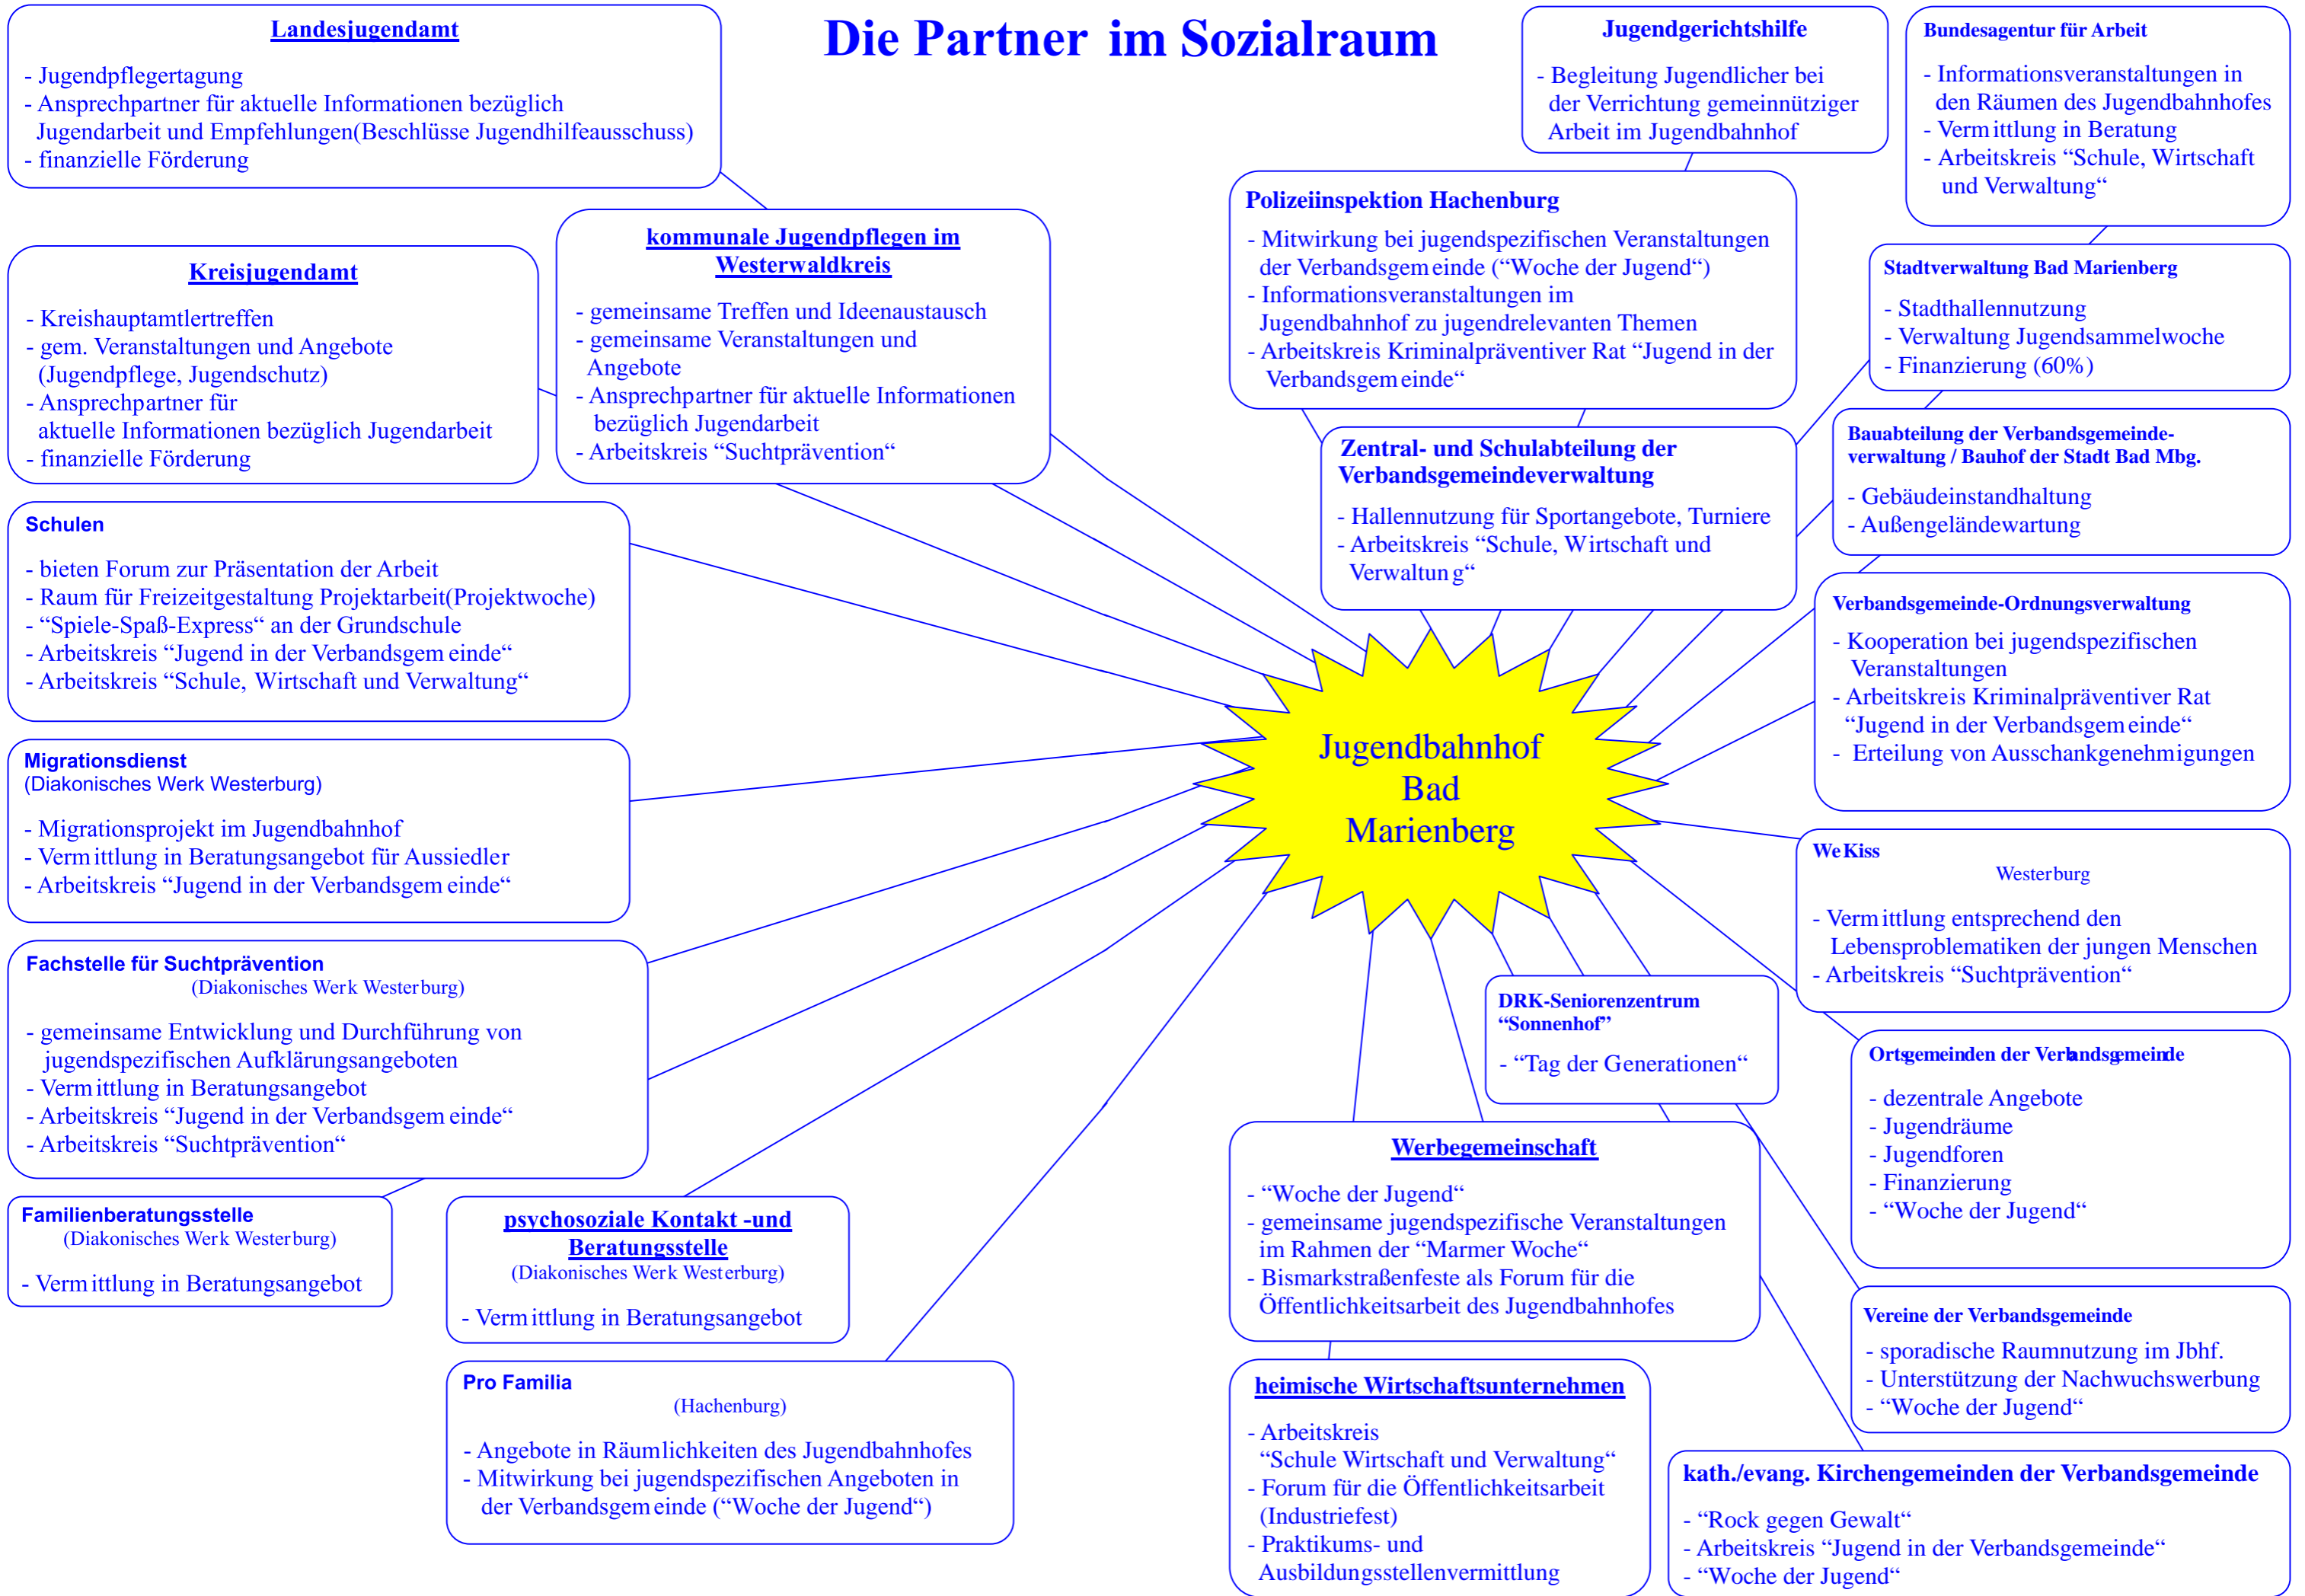 Die Partner im Sozialraum
Landesjugendamt
- Jugendpflegertagung
- Ansprechpartner für aktuelle Informationen bezüglich
Jugendarbeit und Empfehlungen(Beschlüsse Jugendhilfeausschuss)
- finanzielle Förderung
Kreisjugendamt
- Kreishauptamtlertreffen
- gem. Veranstaltungen und Angebote
(Jugendpflege, Jugendschutz)
- Ansprechpartner für
aktuelle Informationen bezüglich Jugendarbeit
- finanzielle Förderung
kommunale Jugendpflegen im
Westerwaldkreis
- gemeinsame Treffen und Ideenaustausch
- gemeinsame Veranstaltungen und
Angebote
- Ansprechpartner für aktuelle Informationen
bezüglich Jugendarbeit
- Arbeitskreis “Suchtprävention“
Schulen
- bieten Forum zur Präsentation der Arbeit
- Raum für Freizeitgestaltung Projektarbeit(Projektwoche)
- “Spiele-Spaß-Express“ an der Grundschule
- Arbeitskreis “Jugend in der Verbandsgemeinde“
- Arbeitskreis “Schule, Wirtschaft und Verwaltung“
Migrationsdienst
(Diakonisches Werk Westerburg)
- Migrationsprojekt im Jugendbahnhof
- Vermittlung in Beratungsangebot für Aussiedler
- Arbeitskreis “Jugend in der Verbandsgemeinde“
Fachstelle für Suchtprävention
(Diakonisches Werk Westerburg)
- gemeinsame Entwicklung und Durchführung von
jugendspezifischen Aufklärungsangeboten
- Vermittlung in Beratungsangebot
- Arbeitskreis “Jugend in der Verbandsgemeinde“
- Arbeitskreis “Suchtprävention“
Familienberatungsstelle
(Diakonisches Werk Westerburg)
- Vermittlung in Beratungsangebot
psychosoziale Kontakt -und
Beratungsstelle
(Diakonisches Werk Westerburg)
- Vermittlung in Beratungsangebot
Pro Familia
(Hachenburg)
- Angebote in Räumlichkeiten des Jugendbahnhofes
- Mitwirkung bei jugendspezifischen Angeboten in
der Verbandsgemeinde (“Woche der Jugend“)
Jugendbahnhof
Bad
Marienberg
Jugendgerichtshilfe
- Begleitung Jugendlicher bei
der Verrichtung gemeinnütziger
Arbeit im Jugendbahnhof
Bundesagentur für Arbeit
- Informationsveranstaltungen in
den Räumen des Jugendbahnhofes
- Vermittlung in Beratung
- Arbeitskreis “Schule, Wirtschaft
und Verwaltung“
Polizeiinspektion Hachenburg
- Mitwirkung bei jugendspezifischen Veranstaltungen
der Verbandsgemeinde (“Woche der Jugend“)
- Informationsveranstaltungen im
Jugendbahnhof zu jugendrelevanten Themen
- Arbeitskreis Kriminalpräventiver Rat “Jugend in der
Verbandsgemeinde“
Stadtverwaltung Bad Marienberg
- Stadthallennutzung
- Verwaltung Jugendsammelwoche
- Finanzierung (60%)
Zentral- und Schulabteilung der
Verbandsgemeindeverwaltung
- Hallennutzung für Sportangebote, Turniere
- Arbeitskreis “Schule, Wirtschaft und
Verwaltung“
Bauabteilung der Verbandsgemeinde-
verwaltung / Bauhof der Stadt Bad Mbg.
- Gebäudeinstandhaltung
- Außengeländewartung
Verbandsgemeinde-Ordnungsverwaltung
- Kooperation bei jugendspezifischen
Veranstaltungen
- Arbeitskreis Kriminalpräventiver Rat
“Jugend in der Verbandsgemeinde“
- Erteilung von Ausschankgenehmigungen
WeKiss
Westerburg
- Vermittlung entsprechend den
Lebensproblematiken der jungen Menschen
- Arbeitskreis “Suchtprävention“
DRK-Seniorenzentrum
“Sonnenhof”
- “Tag der Generationen“
Ortsgemeinden der Verbandsgemeinde
- dezentrale Angebote
- Jugendräume
- Jugendforen
- Finanzierung
- “Woche der Jugend“
Werbegemeinschaft
- “Woche der Jugend“
- gemeinsame jugendspezifische Veranstaltungen
im Rahmen der “Marmer Woche“
- Bismarkstraßenfeste als Forum für die
Öffentlichkeitsarbeit des Jugendbahnhofes
Vereine der Verbandsgemeinde
- sporadische Raumnutzung im Jbhf.
- Unterstützung der Nachwuchswerbung
- “Woche der Jugend“
heimische Wirtschaftsunternehmen
- Arbeitskreis
“Schule Wirtschaft und Verwaltung“
- Forum für die Öffentlichkeitsarbeit
(Industriefest)
- Praktikums- und
Ausbildungsstellenvermittlung
kath./evang. Kirchengemeinden der Verbandsgemeinde
- “Rock gegen Gewalt“
- Arbeitskreis “Jugend in der Verbandsgemeinde“
- “Woche der Jugend“